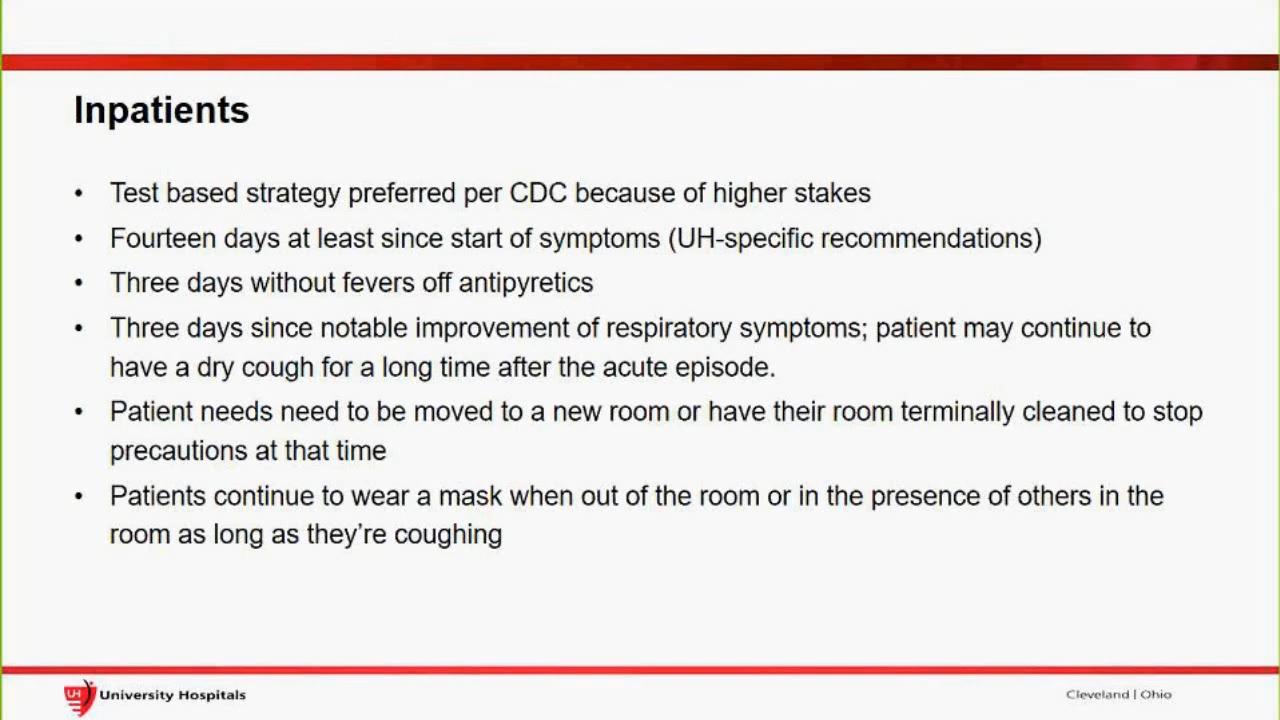 Inpatients
• Test based strategy preferred per CDC because of higher stakes
• Fourteen days at least since start of symptoms (UH-specific recommendations)
• Three days without fevers off antipyretics
• Three days since notable improvement of respiratory symptoms; patient may continue to
have a dry cough for a long time after the acute episode.
• Patient needs need to be moved to a new room or have their room terminally cleaned to stop
precautions at that time
• Patients continue to wear a mask when out of the room or in the presence of others in the
room as long as they're coughing
UH University Hospitals
Cleveland | Ohio